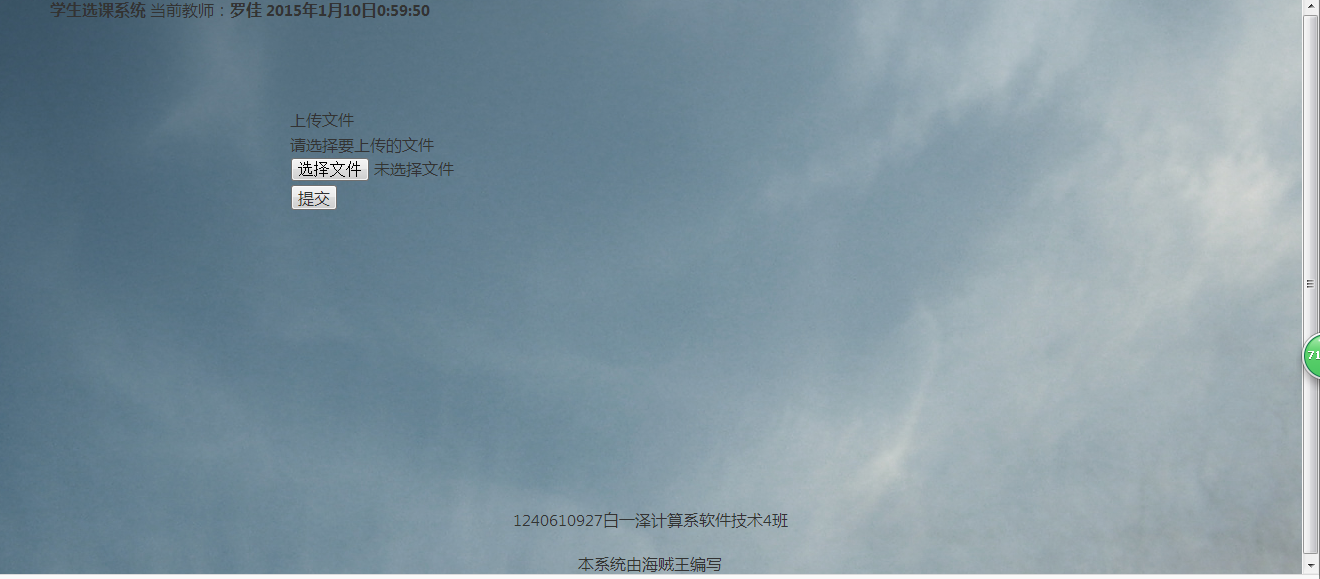 学生选课系统 当前教师：罗佳 2015年1月10日0:59:50
上传文件
请选择要上传的文件
选择文件 未选择文件
提交
71
1240610927白一泽计算系软件技术4班
本系统由海贼王编写